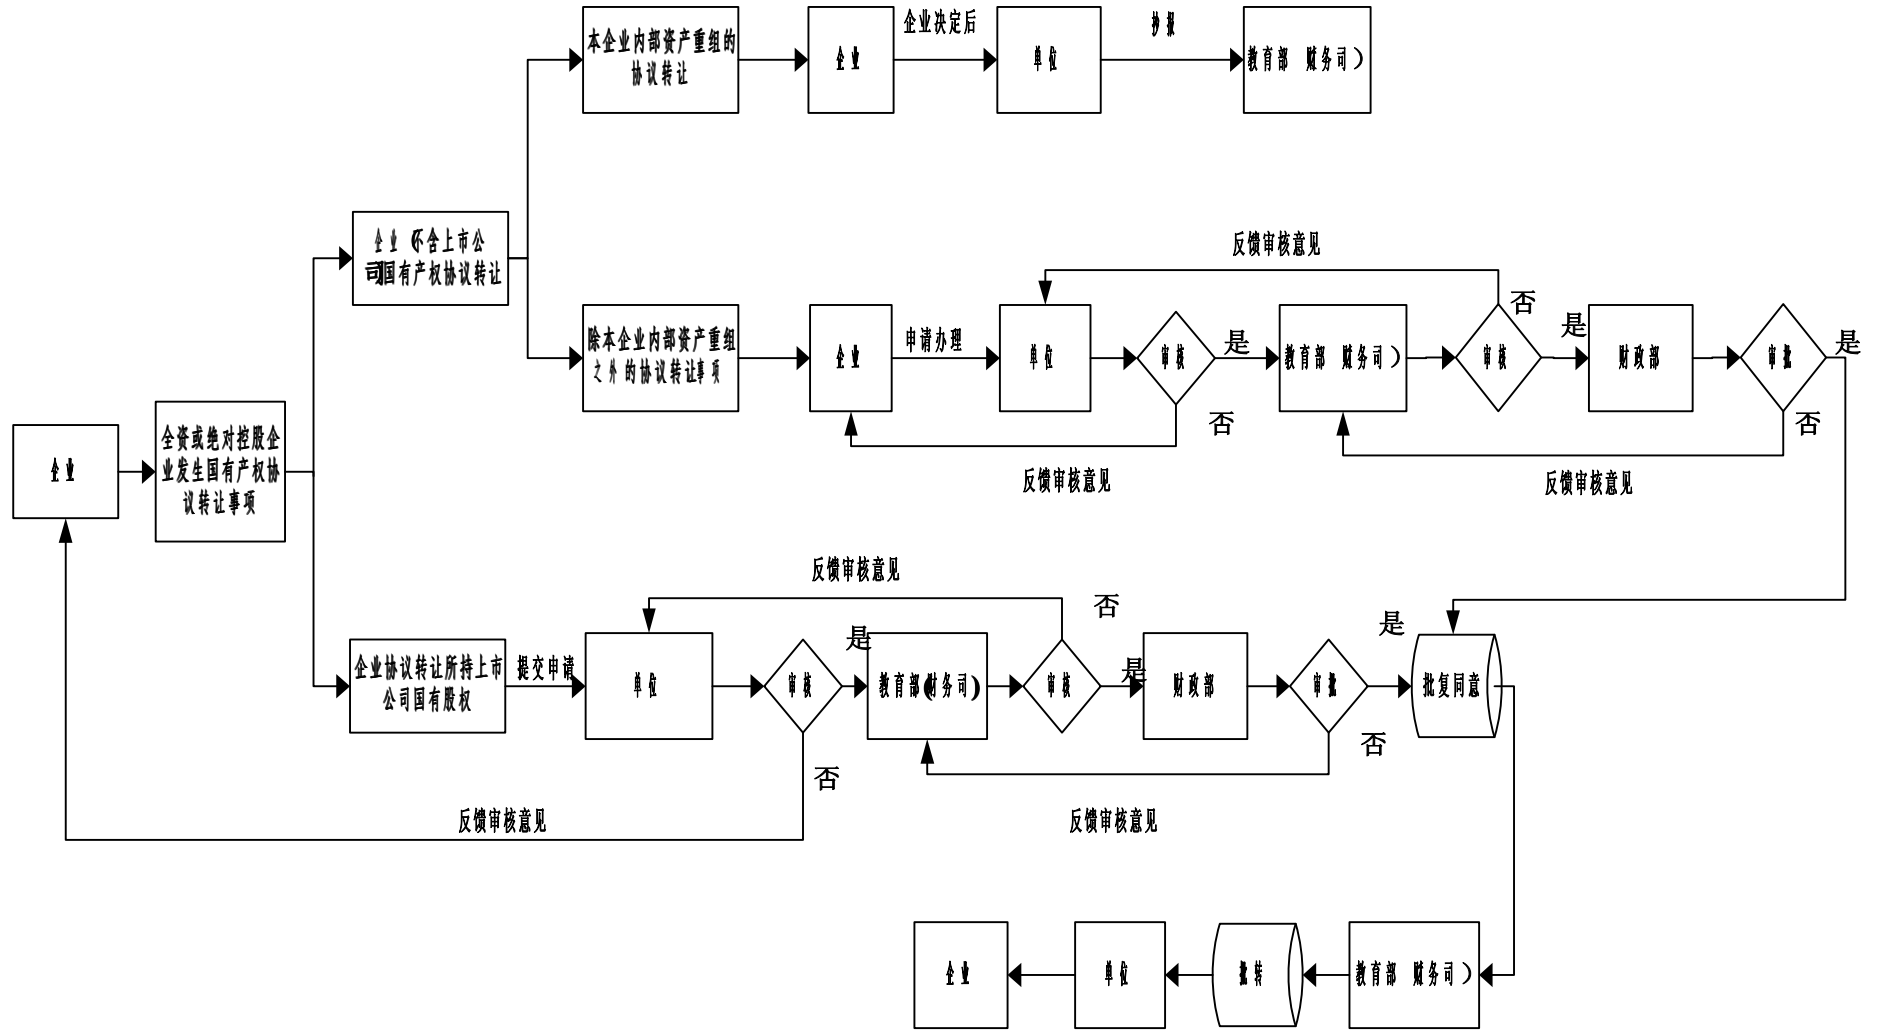 本企业内部资产重组的
协议转让
企业
企业决定后
单位
抄报
教育部 财务司)
企业(不含上市公
司)国有产权协议转让
除本企业内部资产重组
之外的协议转让事项
企业
申请办理
单位
反馈审核意见
审核
是
否
反馈审核意见
教育部 财务司)
审核
否
是
财政部
审批
是
否
反馈审核意见
企业
全资或绝对控股企
业发生国有产权协
议转让事项
企业协议转让所持上市
公司国有股权
提交申请
单位
反馈审核意见
审核
是
否
反馈审核意见
教育部(财务司)
审核
否
是
财政部
审批
是
否
反馈审核意见
批复同意
企业
单位
批转
教育部 财务司)